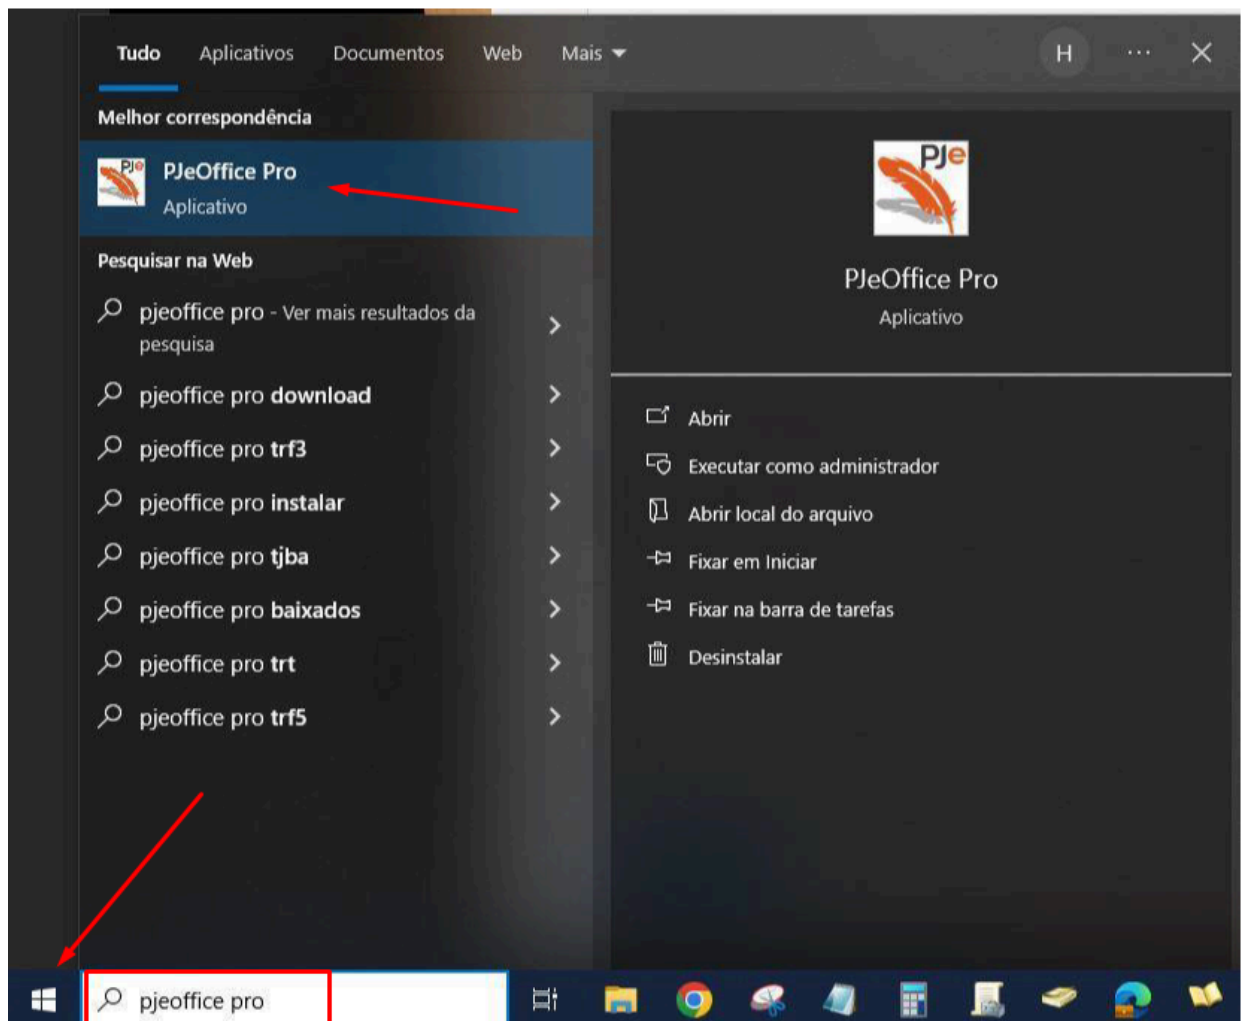 Tudo Aplicativos Documentos Web Mais H ...
Melhor correspondência
PJe PJeOffice Pro
Aplicativo
Pesquisar na Web
pjeoffice pro - Ver mais resultados da
pesquisa
pjeoffice pro download
pjeoffice pro trf3
pjeoffice pro instalar
pjeoffice pro tjba
pjeoffice pro baixados
pjeoffice pro trt
pjeoffice pro trf5
PJe
PJeOffice Pro
Aplicativo
Abrir
Executar como administrador
Abrir local do arquivo
Fixar em Iniciar
Fixar na barra de tarefas
Desinstalar
pjeoffice pro